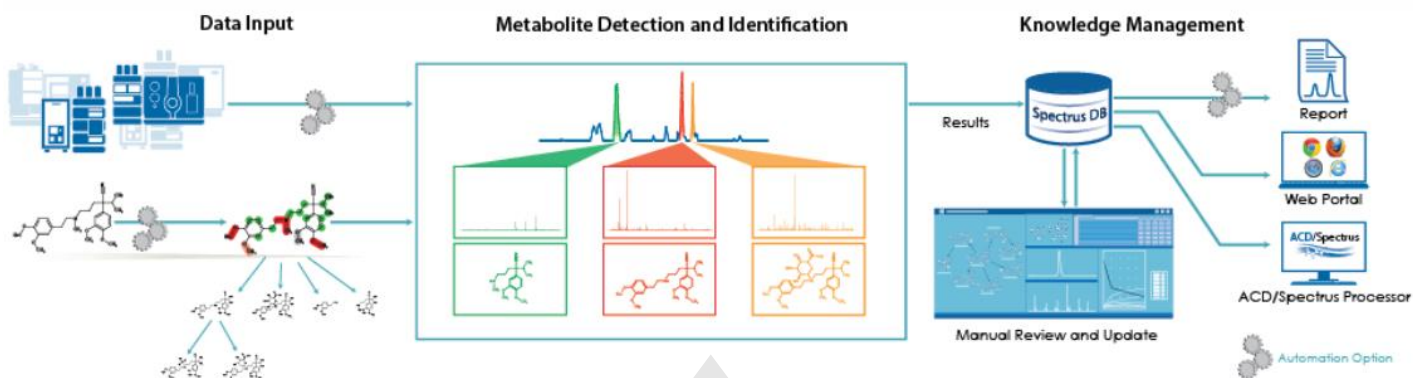 Data Input
Metabolite Detection and Identification
Knowledge Management
Results
Spectrus DB
Report
Web Portal
ACD/Spectrus
ACD/Spectrus Processor
Manual Review and Update
Automation Option